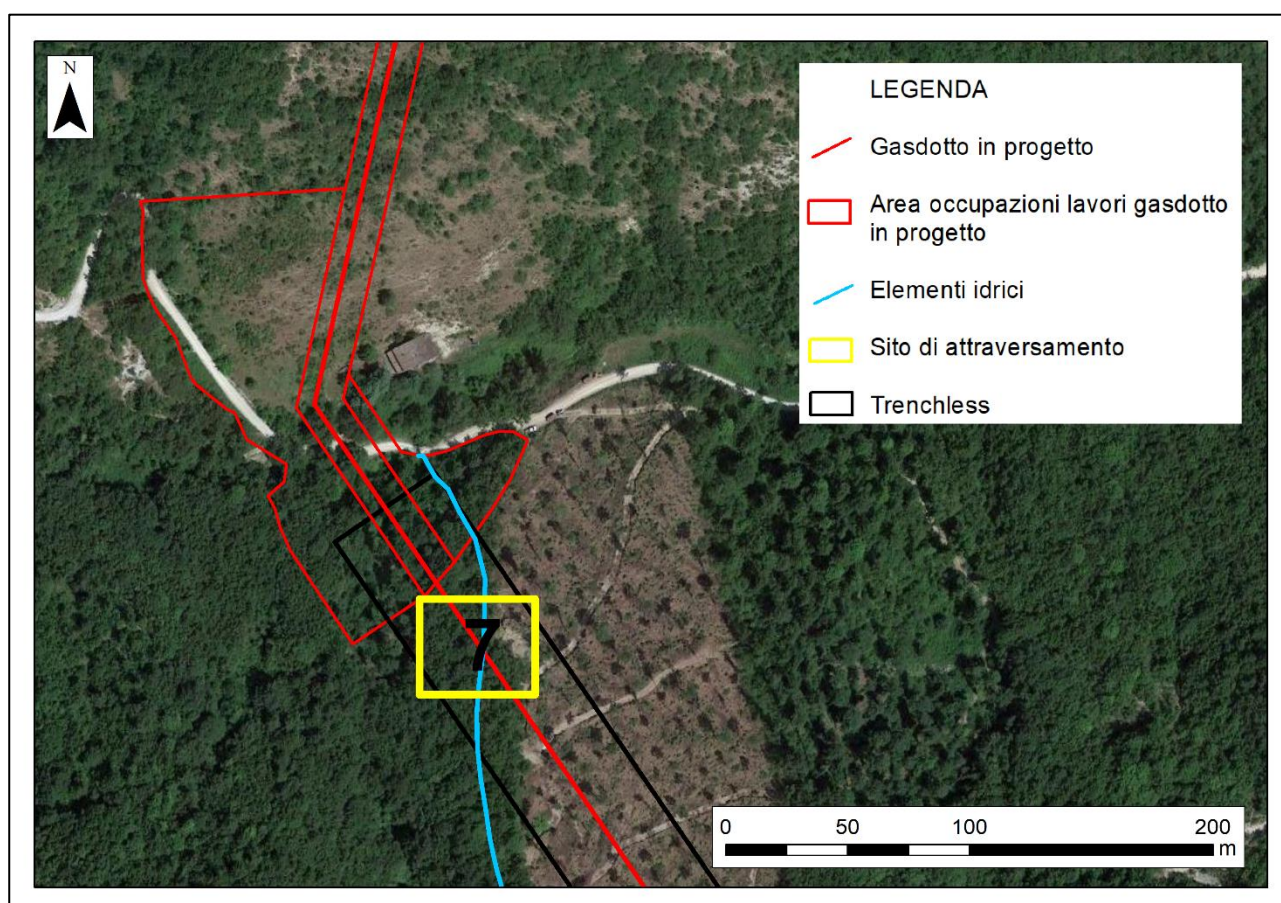 N
LEGENDA
Gasdotto in progetto
Area occupazioni lavori gasdotto
in progetto
Elementi idrici
Sito di attraversamento
Trenchless
7
0 50 100 200
m